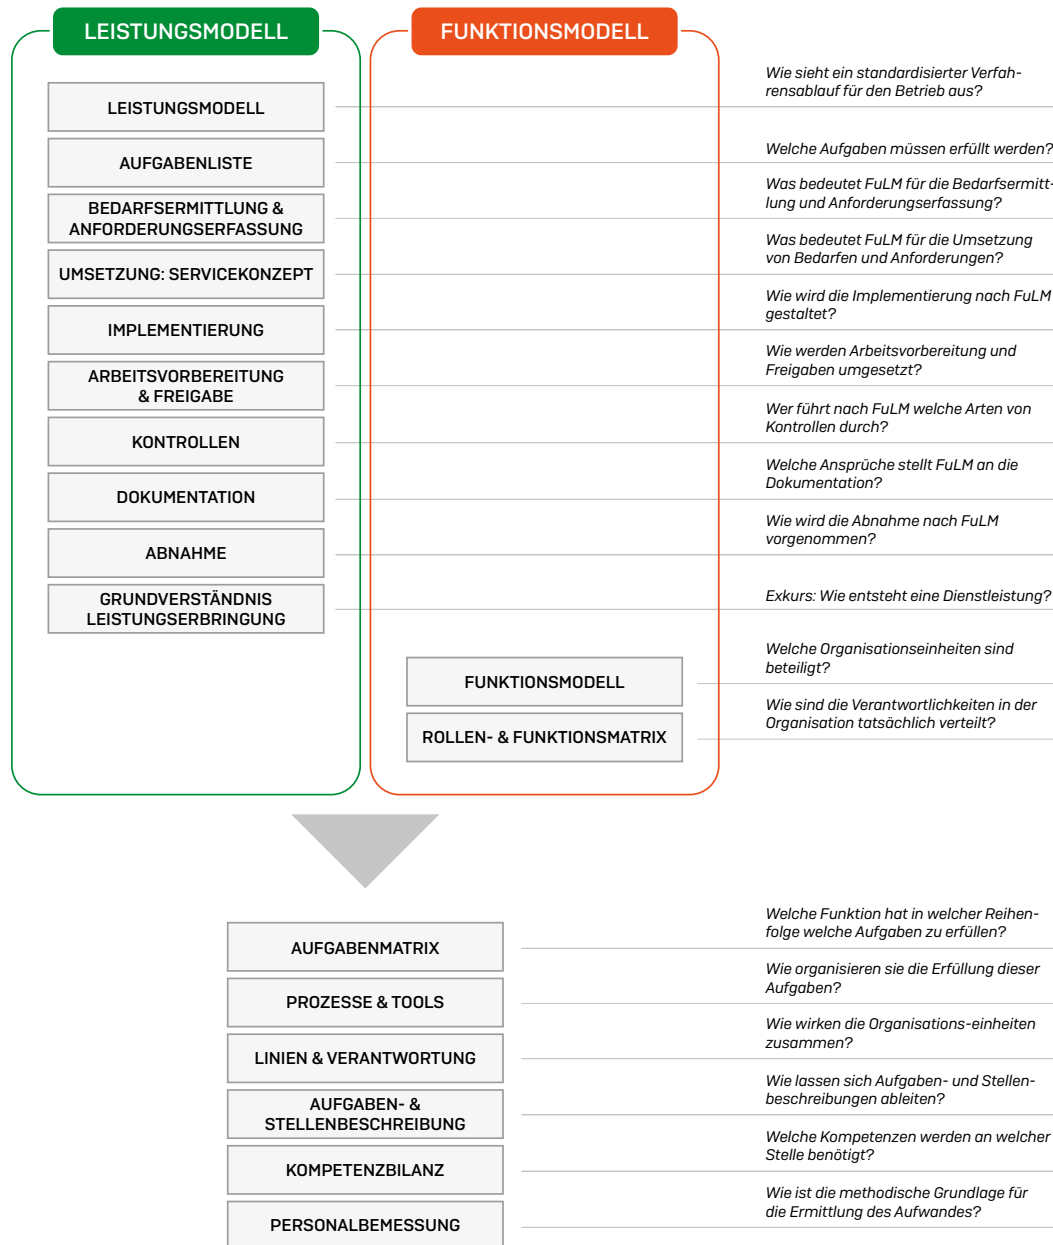 LEISTUNGSMODELL
FUNKTIONSMODELL
LEISTUNGSMODELL
Wie sieht ein standardisierter Verfah-
rensablauf für den Betrieb aus?
AUFGABENLISTE
Welche Aufgaben müssen erfüllt werden?
BEDARFSERMITTLUNG &
ANFORDERUNGSERFASSUNG
Was bedeutet FuLM für die Bedarfsermitt-
lung und Anforderungserfassung?
UMSETZUNG: SERVICEKONZEPT
Was bedeutet FuLM für die Umsetzung
von Bedarfen und Anforderungen?
IMPLEMENTIERUNG
Wie wird die Implementierung nach FuLM
gestaltet?
ARBEITSVORBEREITUNG
& FREIGABE
Wie werden Arbeitsvorbereitung und
Freigaben umgesetzt?
KONTROLLEN
Wer führt nach FuLM welche Arten von
Kontrollen durch?
DOKUMENTATION
Welche Ansprüche stellt FuLM an die
Dokumentation?
ABNAHME
Wie wird die Abnahme nach FuLM
vorgenommen?
GRUNDVERSTÄNDNIS
LEISTUNGSERBRINGUNG
Exkurs: Wie entsteht eine Dienstleistung?
FUNKTIONSMODELL
Welche Organisationseinheiten sind
beteiligt?
ROLLEN- & FUNKTIONSMATRIX
Wie sind die Verantwortlichkeiten in der
Organisation tatsächlich verteilt?
AUFGABENMATRIX
Welche Funktion hat in welcher Reihen-
folge welche Aufgaben zu erfüllen?
PROZESSE & TOOLS
Wie organisieren sie die Erfüllung dieser
Aufgaben?
LINIEN & VERANTWORTUNG
Wie wirken die Organisations-einheiten
zusammen?
AUFGABEN- &
STELLENBESCHREIBUNG
Wie lassen sich Aufgaben- und Stellen-
beschreibungen ableiten?
KOMPETENZBILANZ
Welche Kompetenzen werden an welcher
Stelle benötigt?
PERSONALBEMESSUNG
Wie ist die methodische Grundlage für
die Ermittlung des Aufwandes?